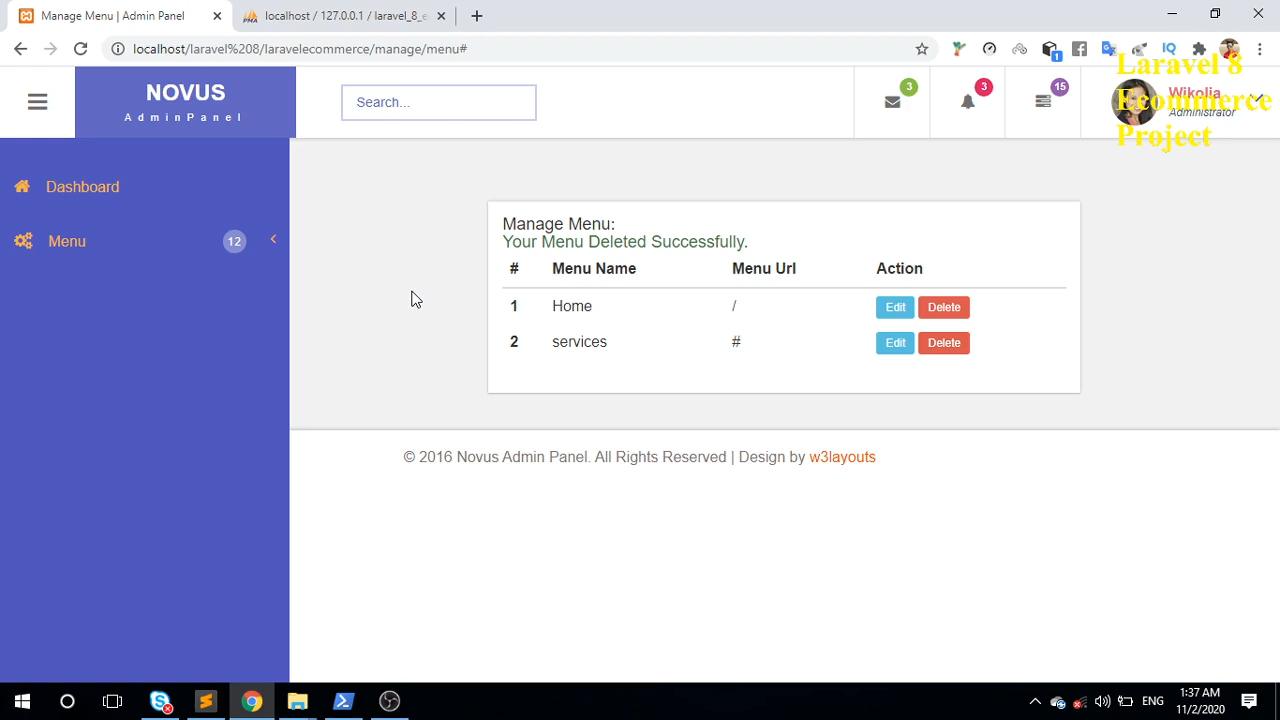 Manage Menu | Admin Panel
localhost / 127.0.0.1 / laravel_8_e
localhost/laravel%208/laravelecommerce/manage/menu#
1
IQ
NOVUS
AdminPanel
Search...
3
3
15
Wikolia
Administrator
Laravel 8
Ecommerce
Project
Dashboard
Menu 12
Manage Menu:
Your Menu Deleted Successfully.
# Menu Name Menu Url Action
1 Home / Edit Delete
2 services # Edit Delete
© 2016 Novus Admin Panel. All Rights Reserved | Design by w3layouts
ENG
1:37 AM
11/2/2020